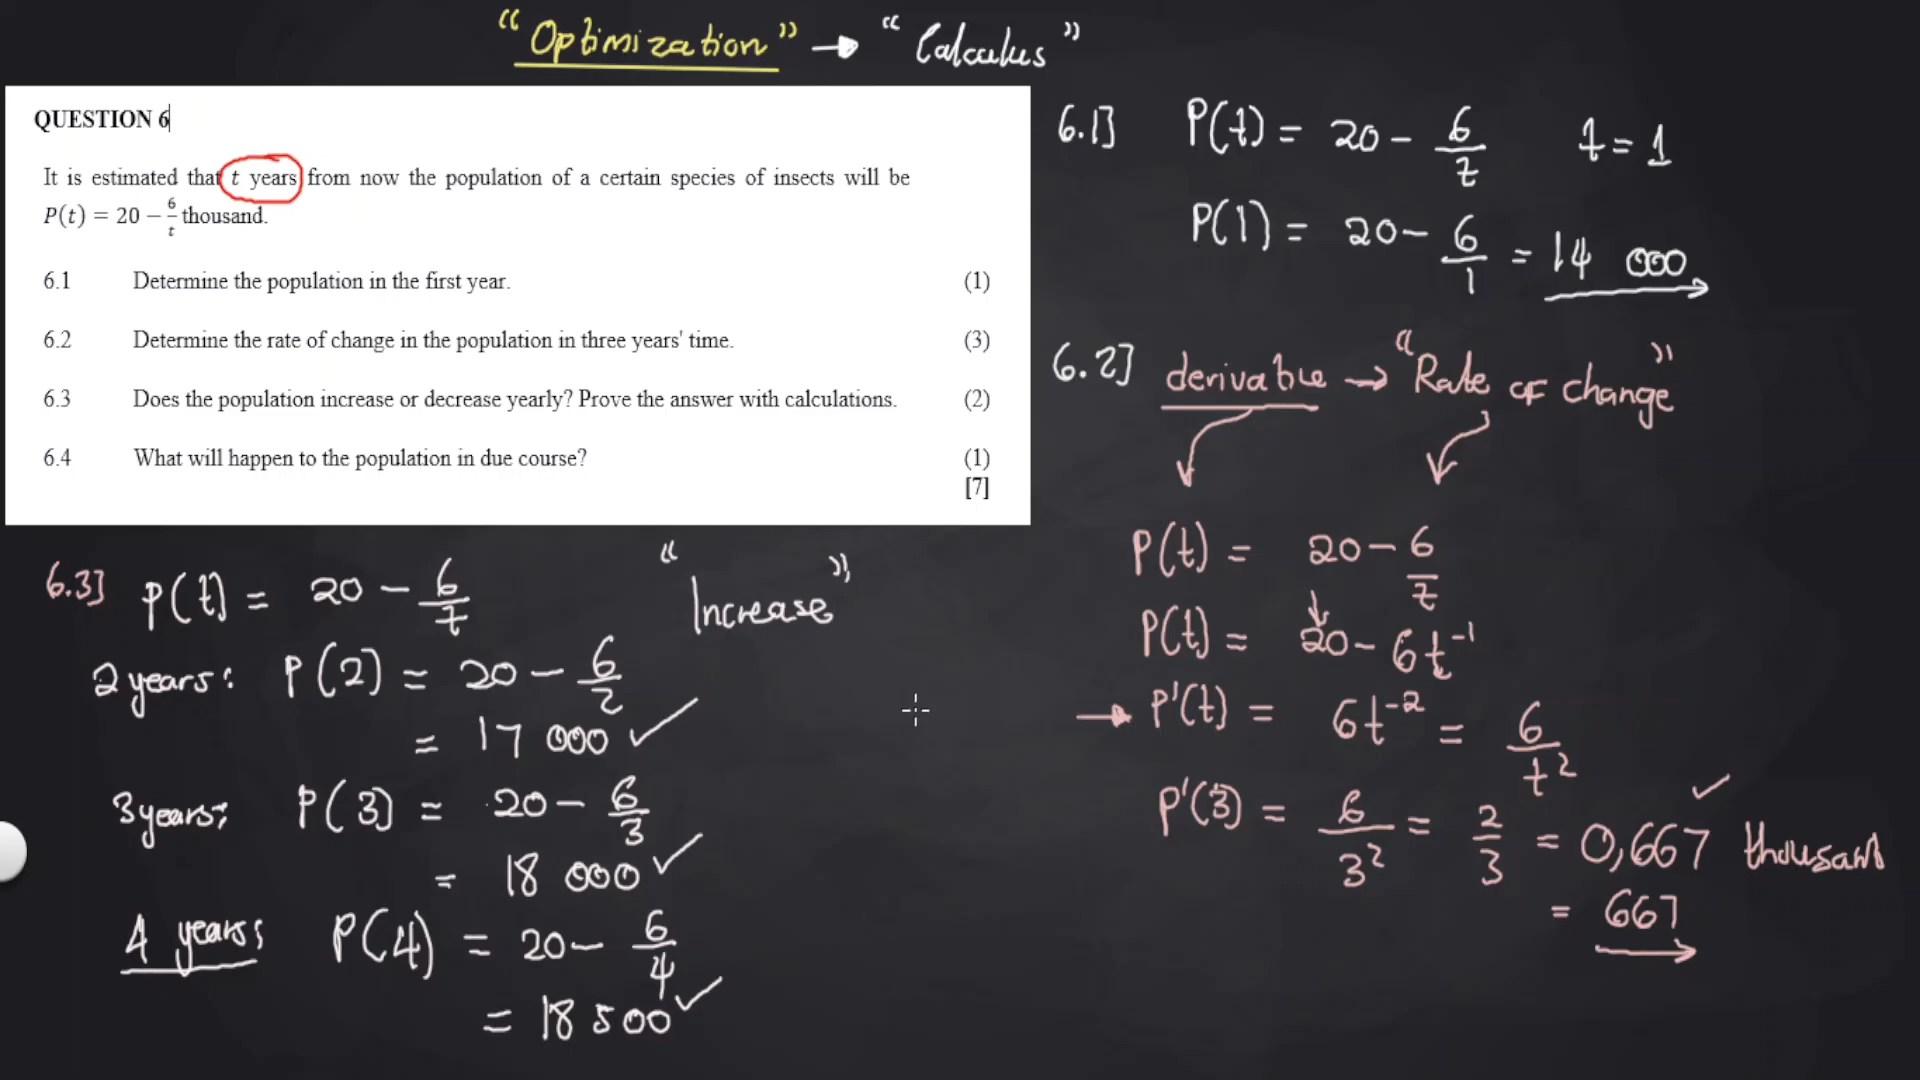 “Optimization” → “Calculus”
QUESTION 6
It is estimated that t years from now the population of a certain species of insects will be
P(t) = 20 − 6/t thousand.
6.1 Determine the population in the first year. (1)
6.2 Determine the rate of change in the population in three years' time. (3)
6.3 Does the population increase or decrease yearly? Prove the answer with calculations. (2)
6.4 What will happen to the population in due course? (1)
[7]
6.1] P(t) = 20 − 6/t t = 1
P(1) = 20 − 6/1 = 14 000
6.2] derivative → “Rate of change”
P(t) = 20 − 6/t
P(t) = 20 − 6t⁻¹
→ P'(t) = 6t⁻² = 6/t²
P'(3) = 6/3² = 2/3 = 0,667 thousand
= 667
6.3] P(t) = 20 − 6/t “Increase”
2 years: P(2) = 20 − 6/2
= 17 000 ✓
3 years: P(3) = 20 − 6/3
= 18 000 ✓
4 years: P(4) = 20 − 6/4
= 18 500 ✓